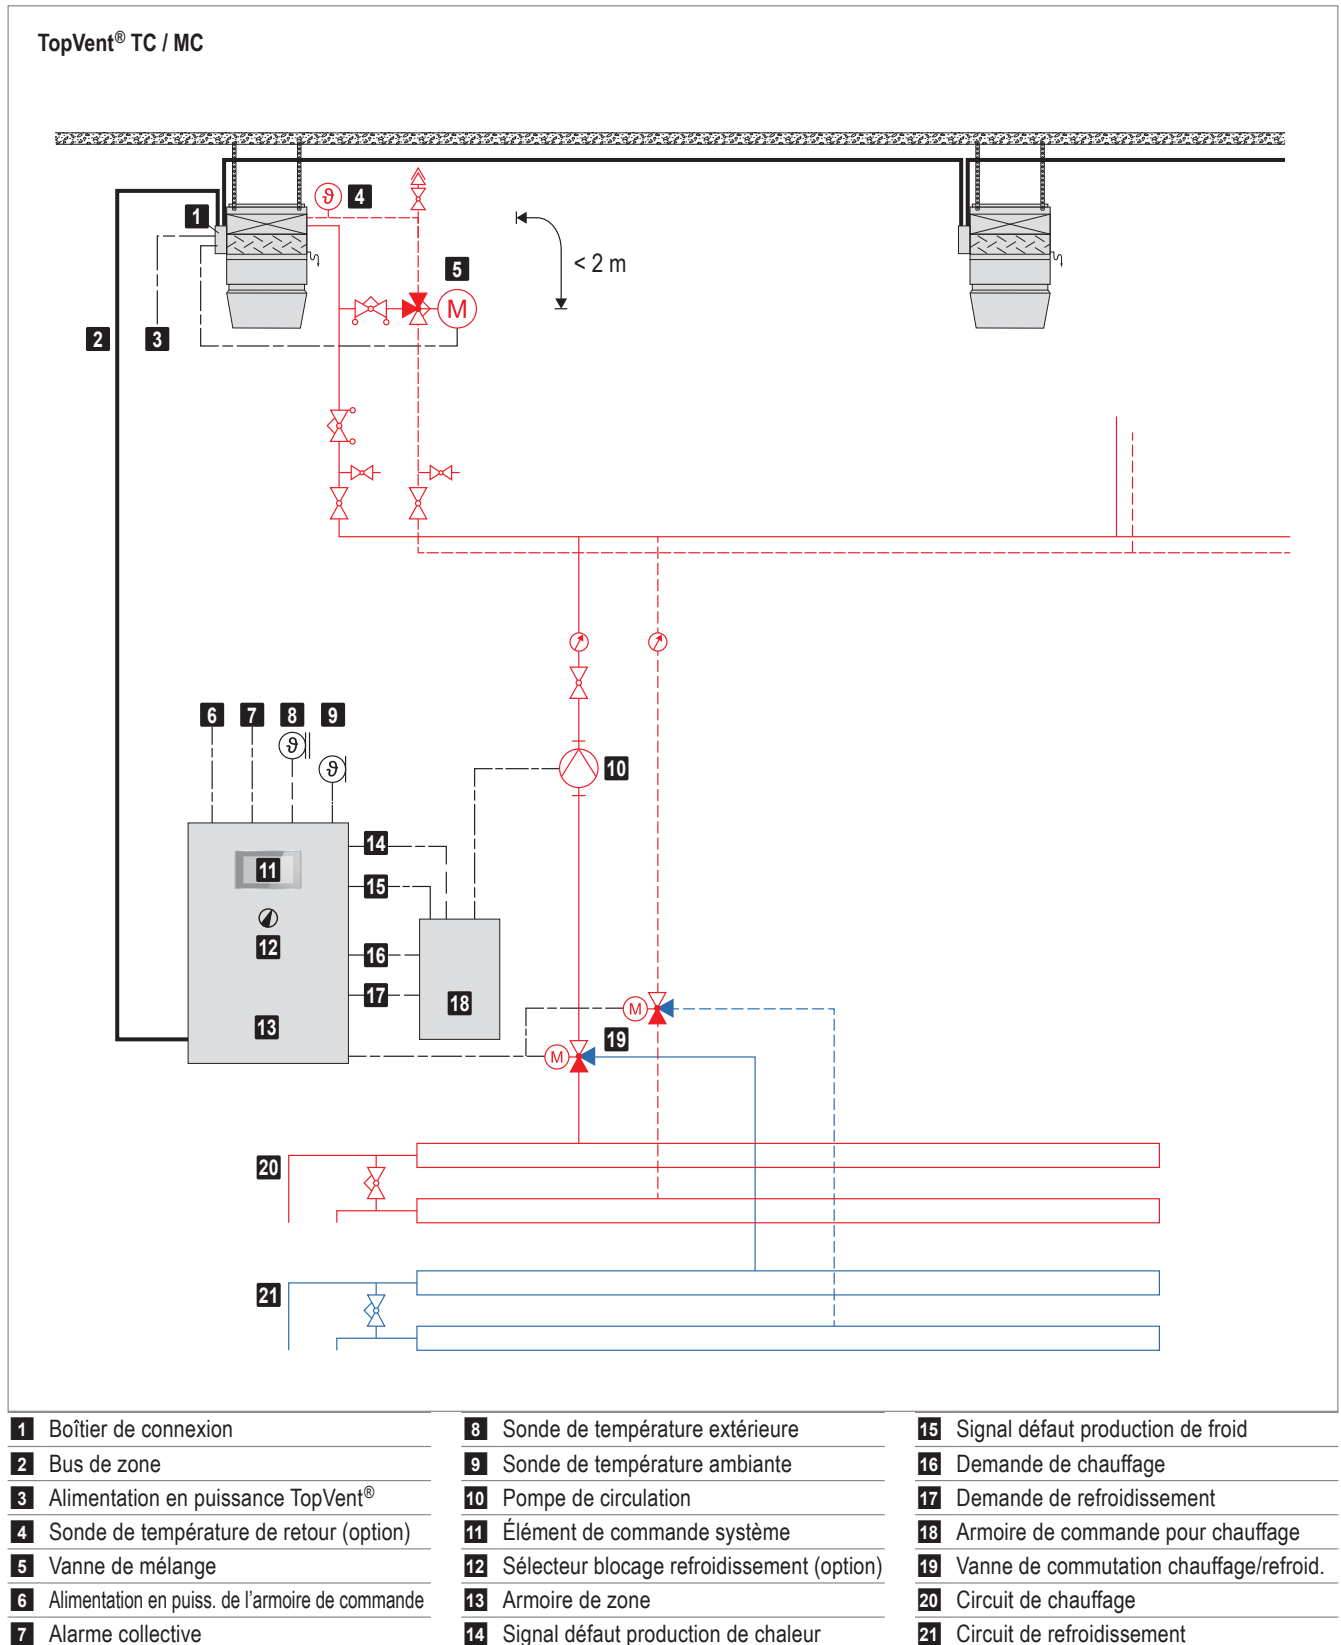 TopVent® TC / MC
4
1
5
< 2 m
ϑ
M
2
3
6
7
8
9
ϑ
ϑ
10
14
11
15
12
16
17
18
13
19
M
M
20
21
1 Boîtier de connexion
2 Bus de zone
3 Alimentation en puissance TopVent®
4 Sonde de température de retour (option)
5 Vanne de mélange
6 Alimentation en puiss. de l’armoire de commande
7 Alarme collective
8 Sonde de température extérieure
9 Sonde de température ambiante
10 Pompe de circulation
11 Élément de commande système
12 Sélecteur blocage refroidissement (option)
13 Armoire de zone
14 Signal défaut production de chaleur
15 Signal défaut production de froid
16 Demande de chauffage
17 Demande de refroidissement
18 Armoire de commande pour chauffage
19 Vanne de commutation chauffage/refroid.
20 Circuit de chauffage
21 Circuit de refroidissement